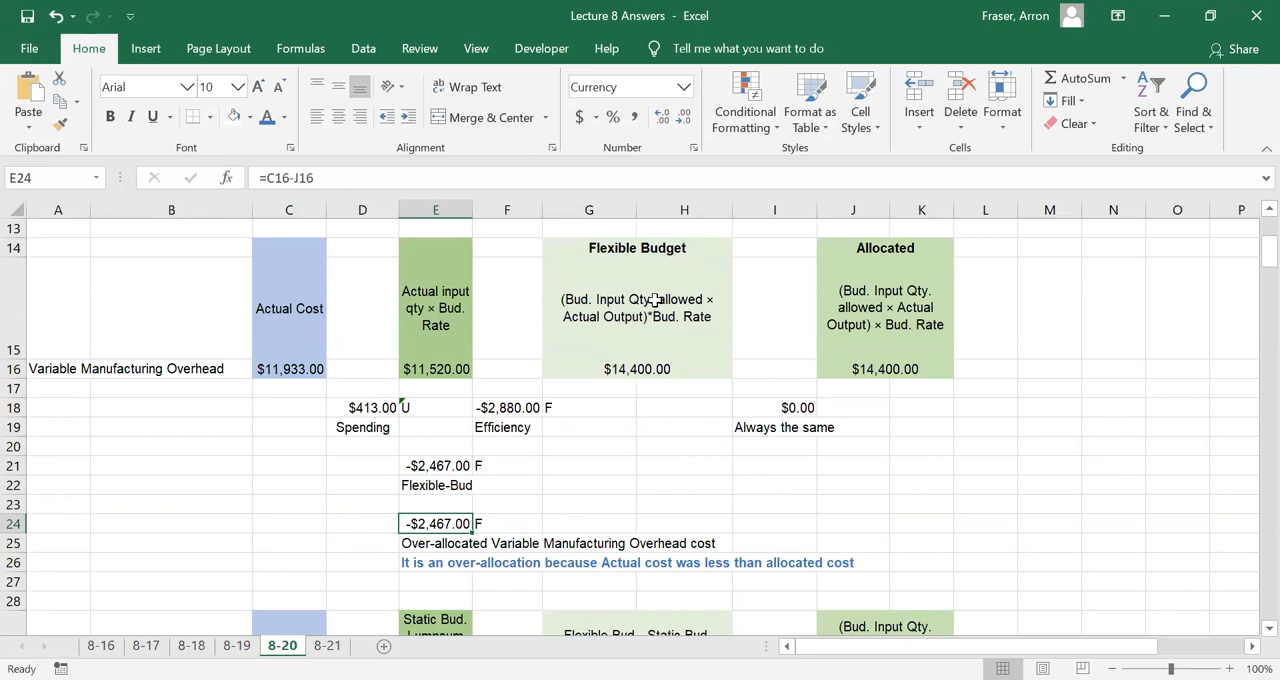 Lecture 8 Answers - Excel
Fraser, Arron
File Home Insert Page Layout Formulas Data Review View Developer Help Tell me what you want to do Share
Arial 10 Wrap Text Currency AutoSum
Paste B I U Merge & Center $ % Conditional Formatting Format as Table Cell Styles Insert Delete Format Fill Clear Sort & Filter Find & Select
Clipboard Font Alignment Number Styles Cells Editing
E24 fx =C16-J16
A B C D E F G H I J K L M N O P
13
14 Flexible Budget Allocated
15
Actual Cost
Actual input
qty × Bud.
Rate
(Bud. Input Qty. allowed ×
Actual Output)*Bud. Rate
(Bud. Input Qty.
allowed × Actual
Output) × Bud. Rate
16 Variable Manufacturing Overhead $11,933.00 $11,520.00 $14,400.00 $14,400.00
17
18 $413.00 U -$2,880.00 F $0.00
19 Spending Efficiency Always the same
20
21 -$2,467.00 F
22 Flexible-Bud
23
24 -$2,467.00 F
25 Over-allocated Variable Manufacturing Overhead cost
26 It is an over-allocation because Actual cost was less than allocated cost
27
28
Static Bud.
Lumpsum
Flexible Bud. = Static Bud.
(Bud. Input Qty.
8-16 8-17 8-18 8-19 8-20 8-21
Ready 100%